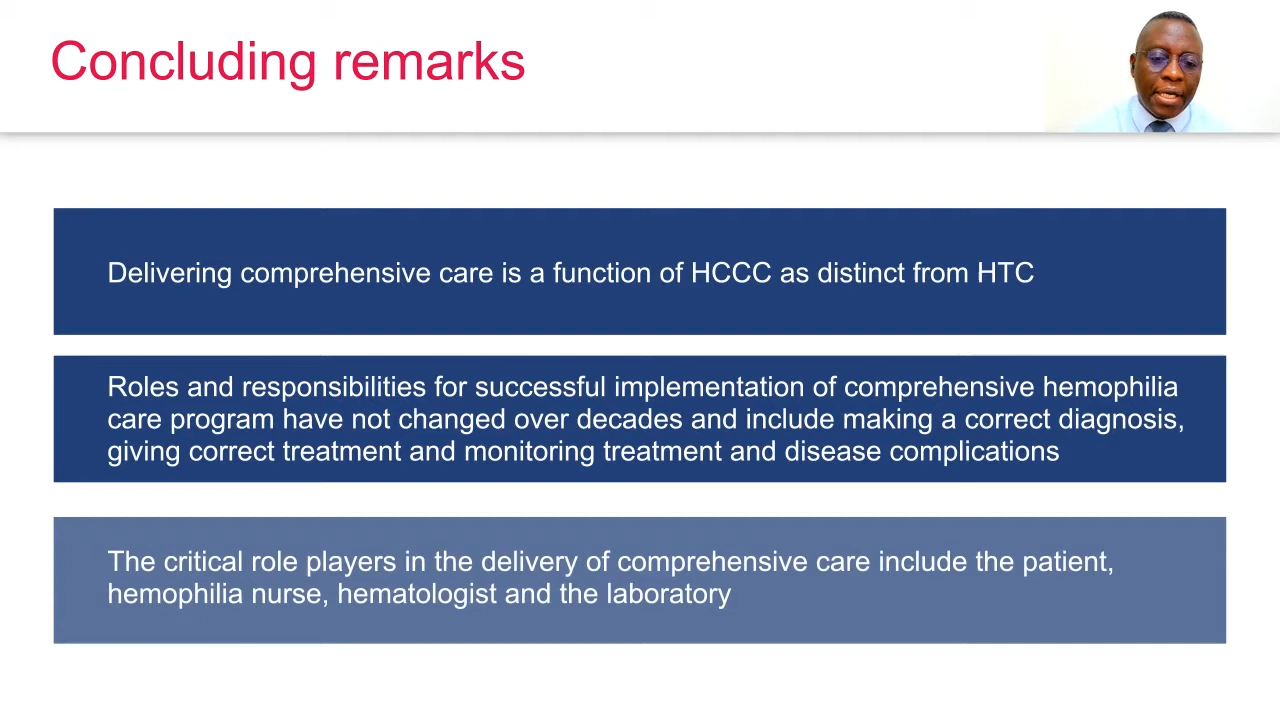 Concluding remarks
Delivering comprehensive care is a function of HCCC as distinct from HTC
Roles and responsibilities for successful implementation of comprehensive hemophilia
care program have not changed over decades and include making a correct diagnosis,
giving correct treatment and monitoring treatment and disease complications
The critical role players in the delivery of comprehensive care include the patient,
hemophilia nurse, hematologist and the laboratory